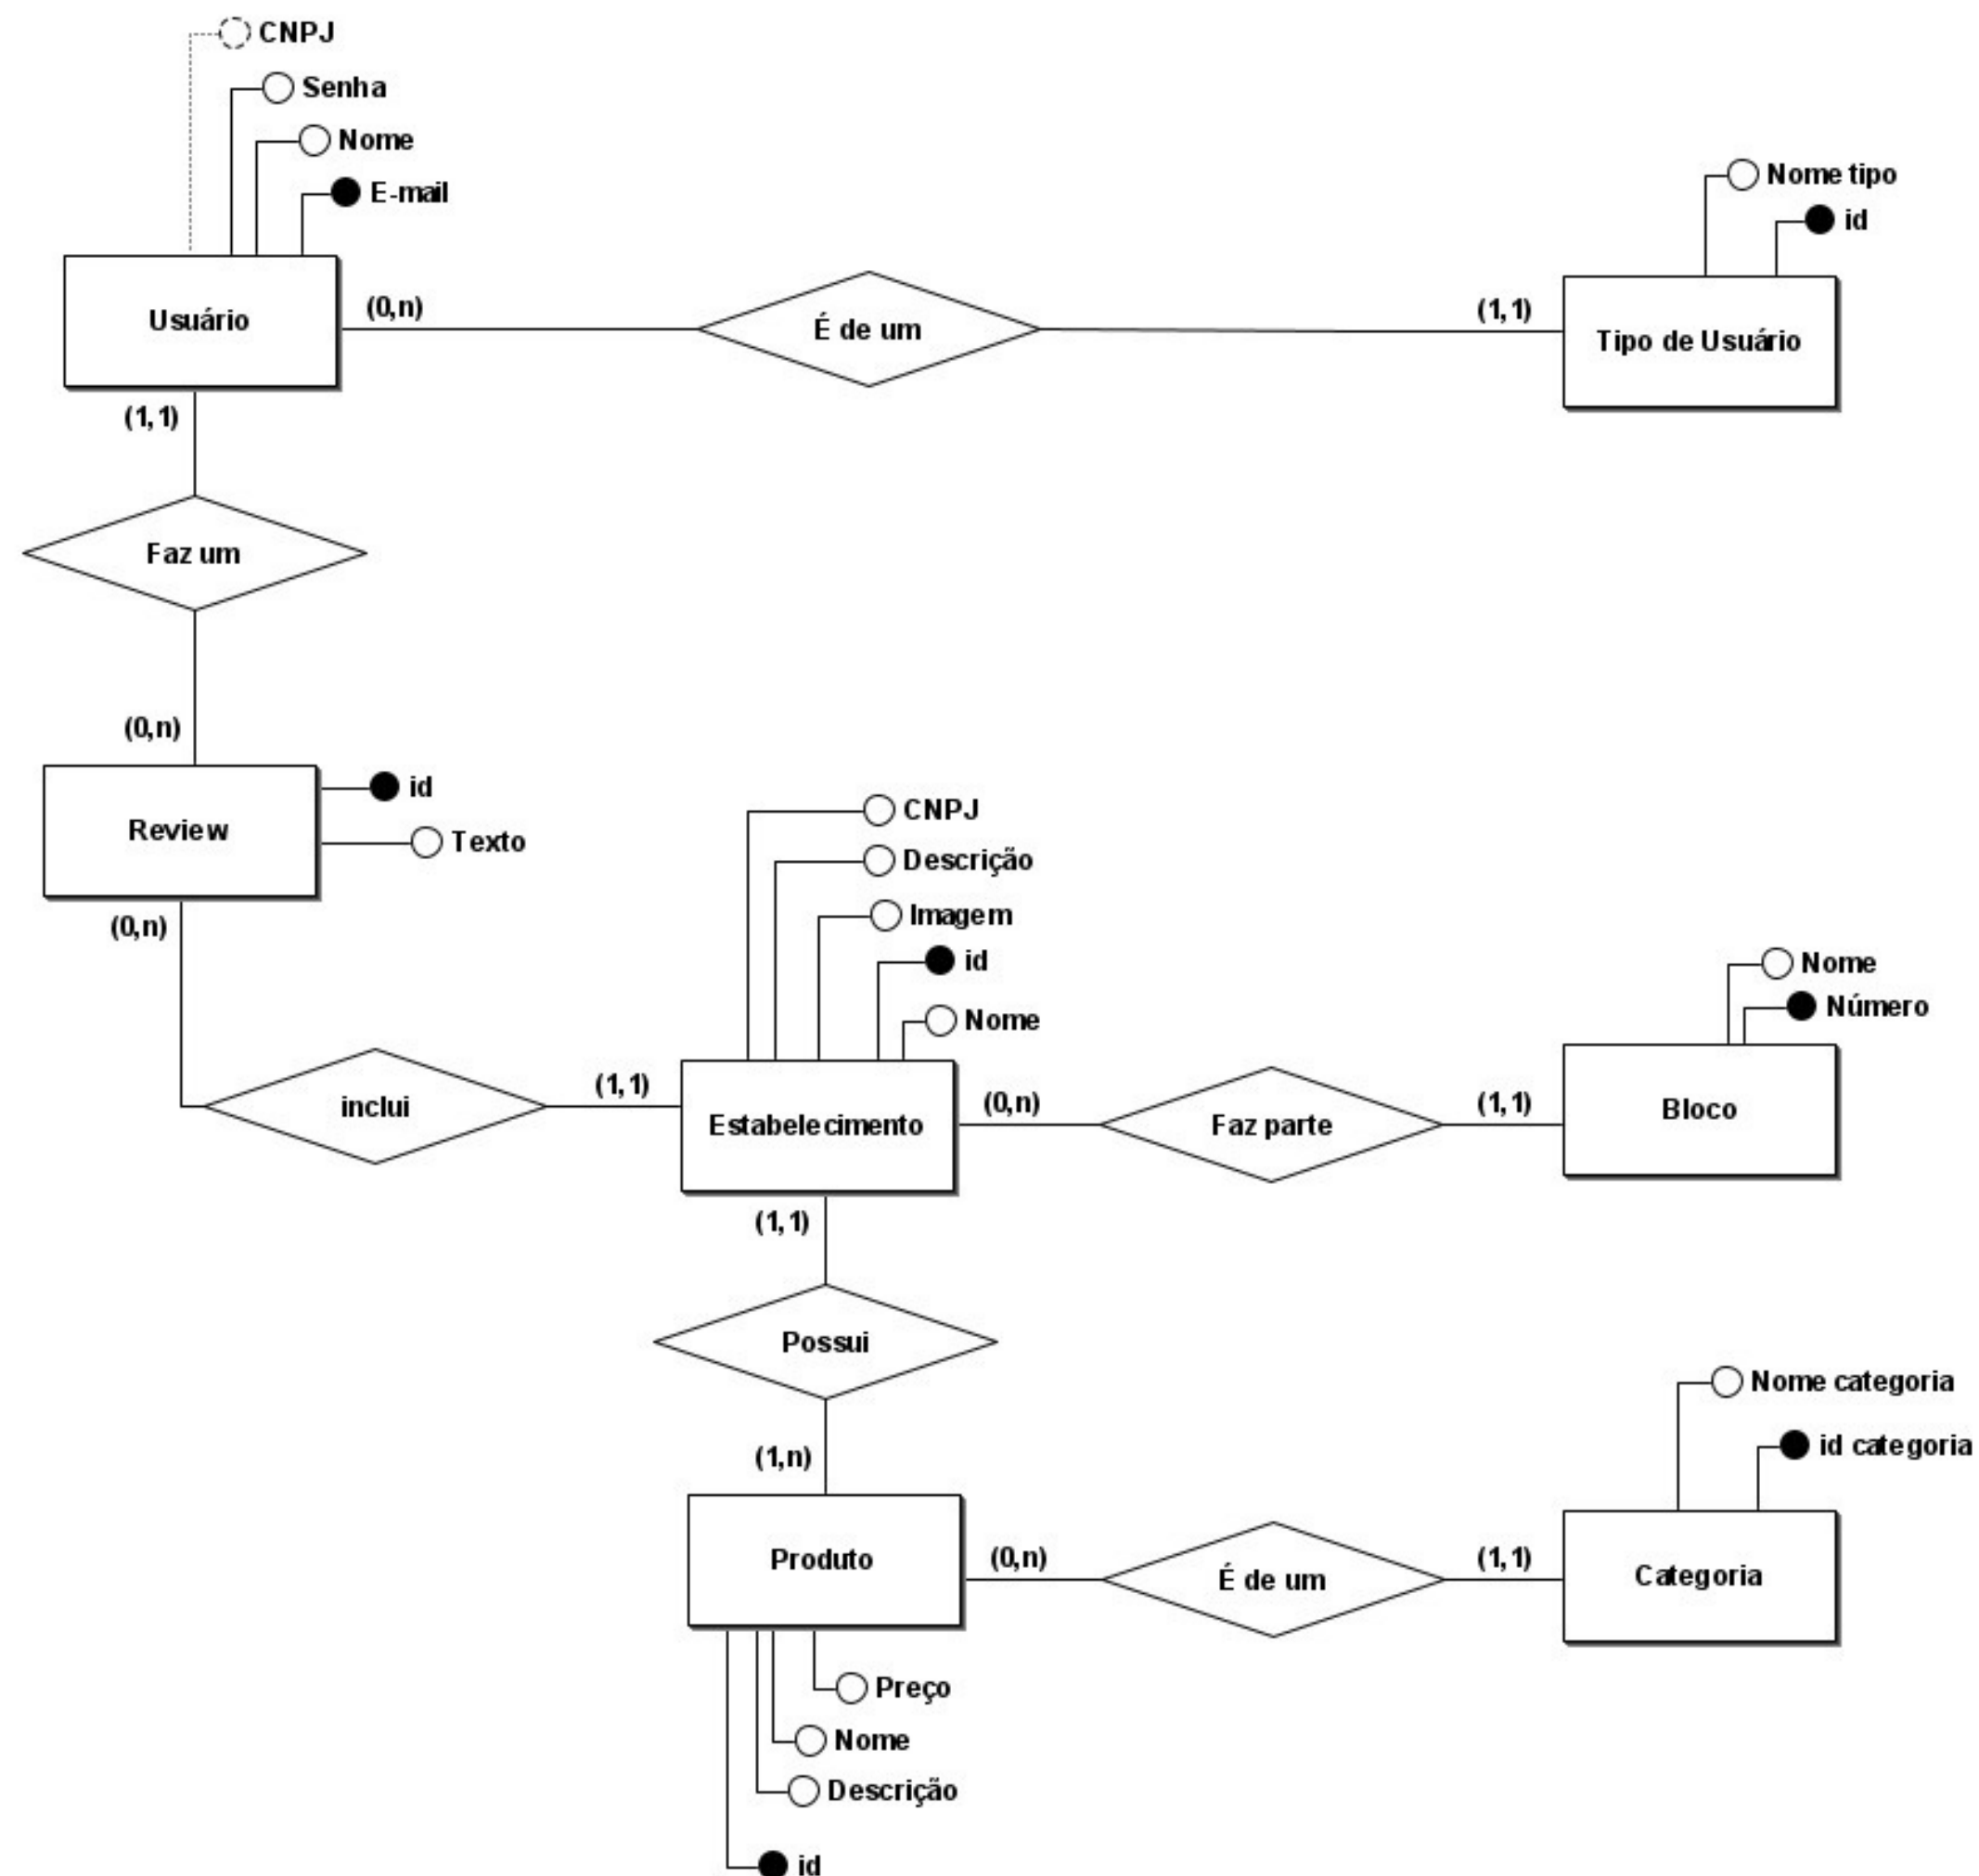 CNPJ
Senha
Nome
E-mail
Nome tipo
id
Usuário
(0,n)
É de um
(1,1)
Tipo de Usuário
(1,1)
Faz um
(0,n)
Review
id
Texto
(0,n)
CNPJ
Descrição
Imagem
id
Nome
Nome
Número
inclui
(1,1)
Estabelecimento
(0,n)
Faz parte
(1,1)
Bloco
(1,1)
Possui
(1,n)
Nome categoria
id categoria
Produto
(0,n)
É de um
(1,1)
Categoria
Preço
Nome
Descrição
id